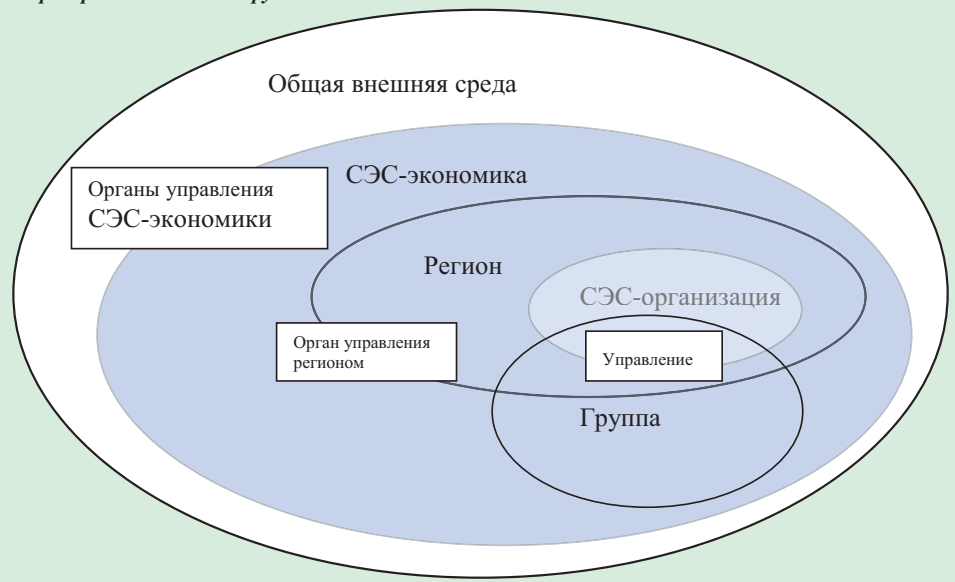 Общая внешняя среда
СЭС-экономика
Органы управления
СЭС-экономики
Регион
СЭС-организация
Орган управления
регионом
Управление
Группа